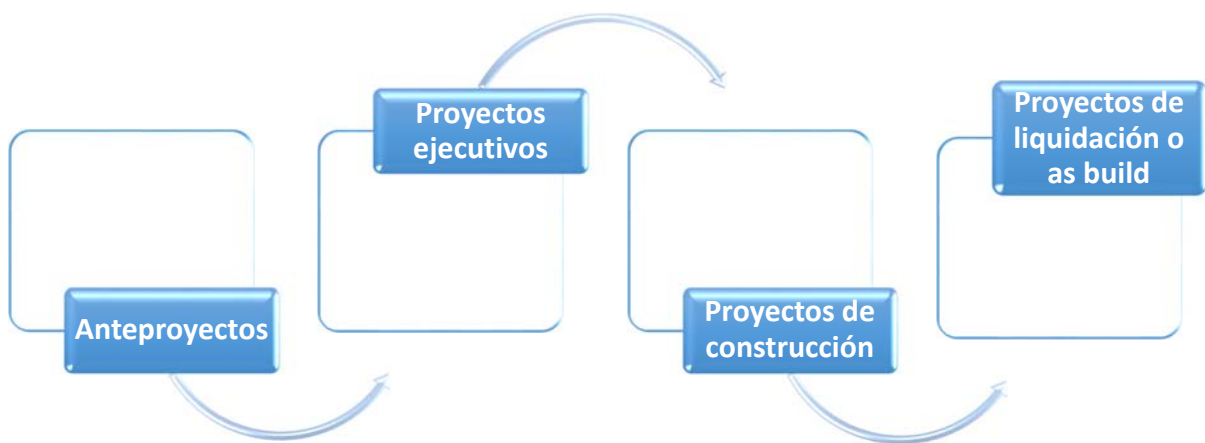 Anteproyectos
Proyectos
ejecutivos
Proyectos de
construcción
Proyectos de
liquidación o
as build